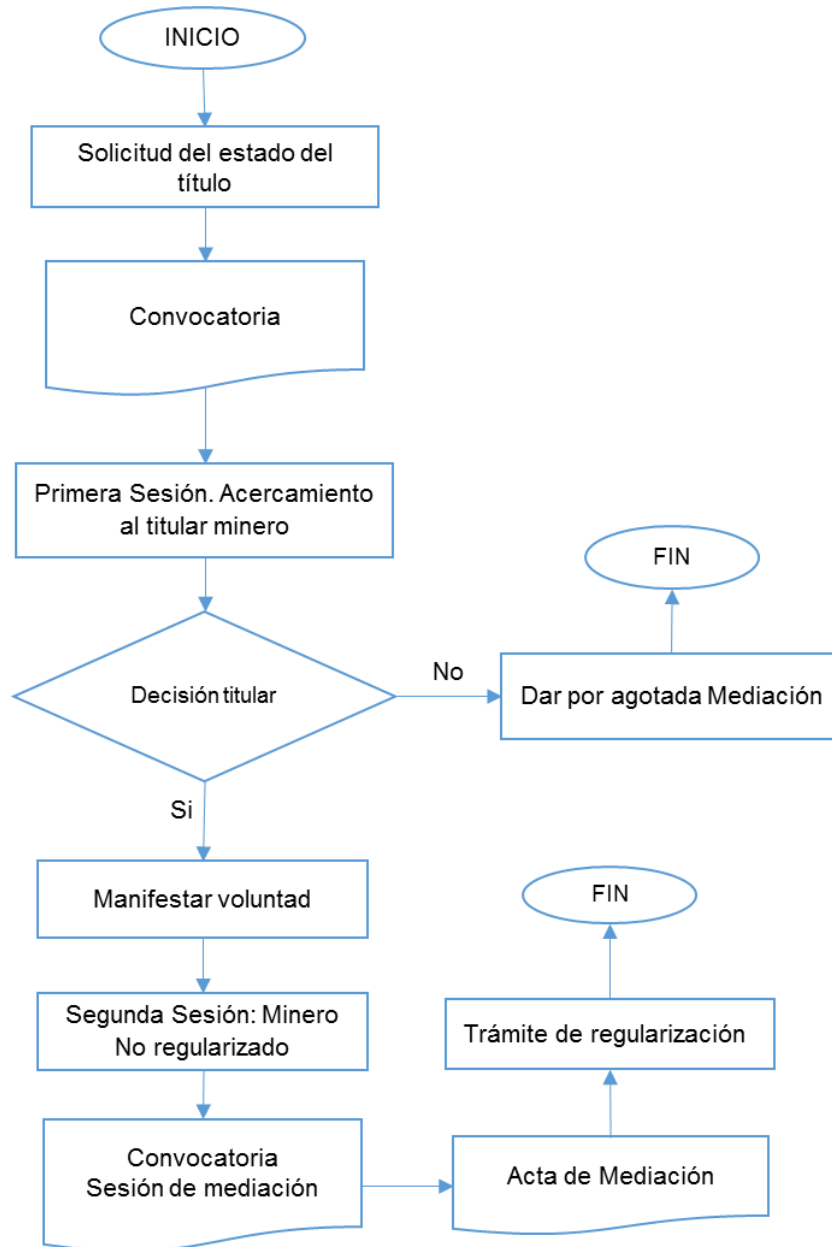 INICIO
Solicitud del estado del
título
Convocatoria
Primera Sesión. Acercamiento
al titular minero
Decisión titular
No
Dar por agotada Mediación
FIN
Si
Manifestar voluntad
Segunda Sesión: Minero
No regularizado
Convocatoria
Sesión de mediación
Acta de Mediación
Trámite de regularización
FIN